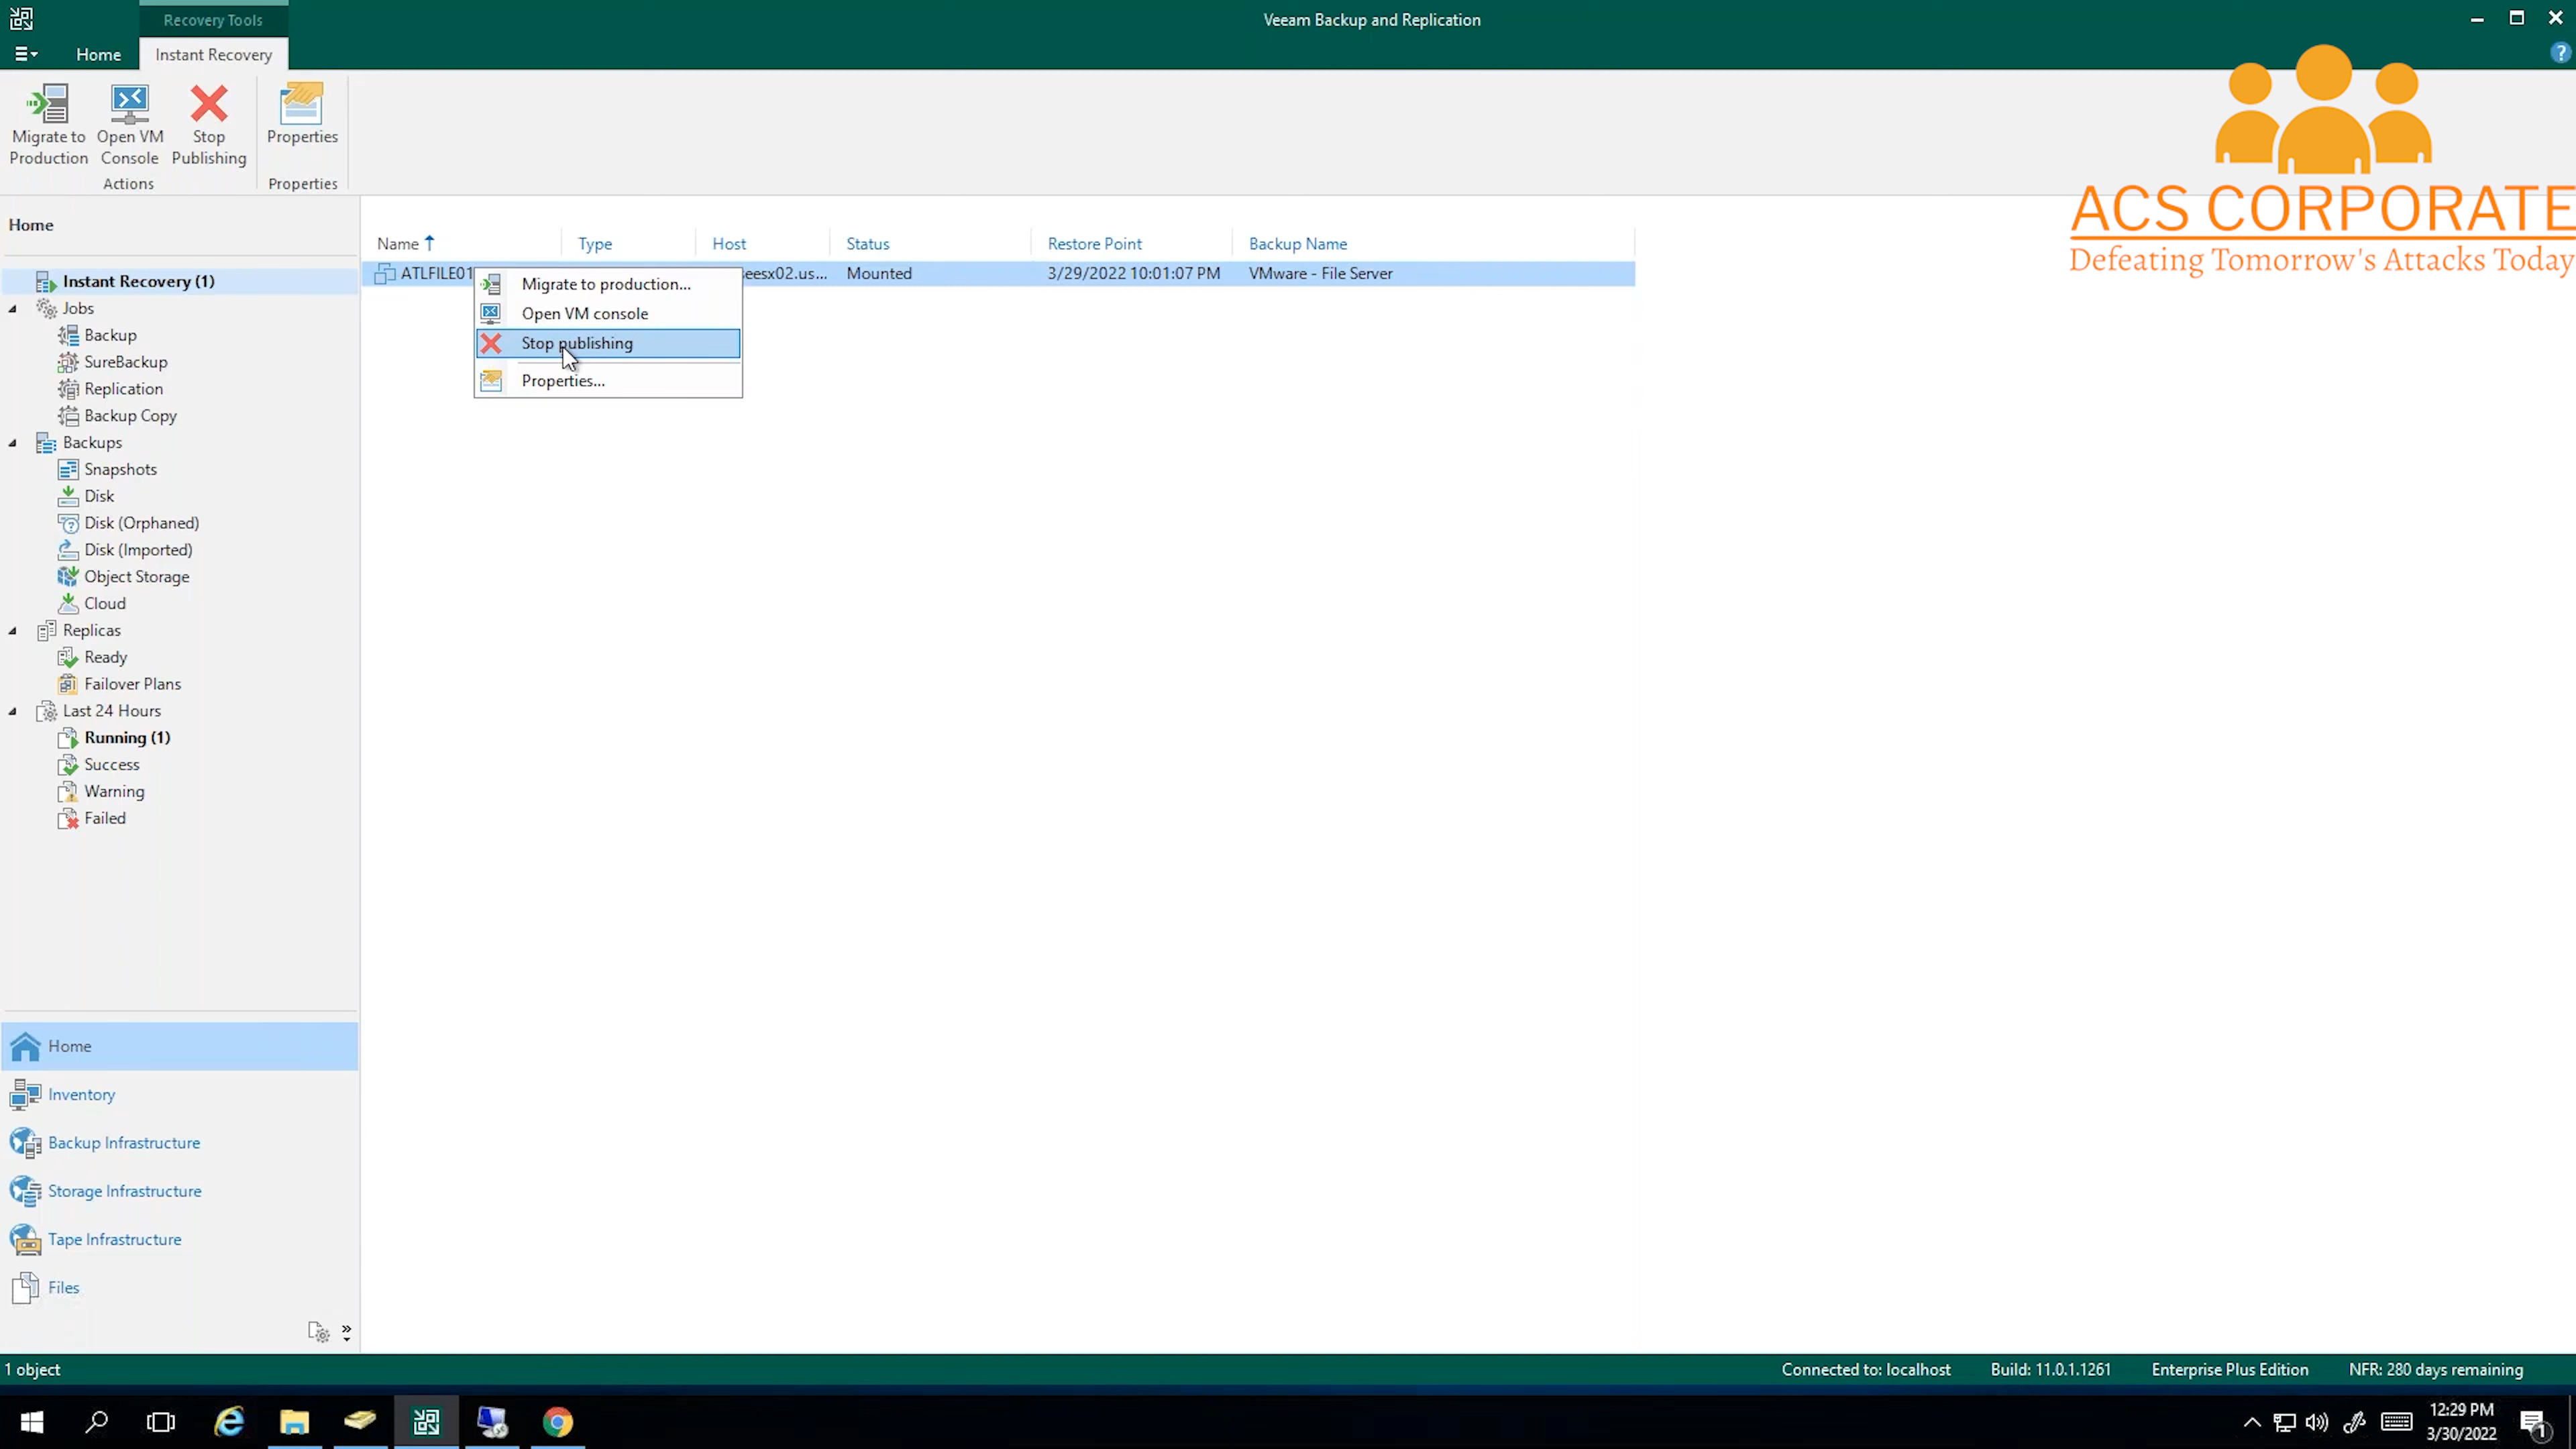 Recovery Tools
Veeam Backup and Replication
Home
Instant Recovery
Migrate to Production
Open VM Console
Stop Publishing
Properties
Actions
Properties
ACS CORPORATE
Defeating Tomorrow's Attacks Today
Home
Instant Recovery (1)
Jobs
Backup
SureBackup
Replication
Backup Copy
Backups
Snapshots
Disk
Disk (Orphaned)
Disk (Imported)
Object Storage
Cloud
Replicas
Ready
Failover Plans
Last 24 Hours
Running (1)
Success
Warning
Failed
Name Type Host Status Restore Point Backup Name
ATLFILE01 eesx02.us... Mounted 3/29/2022 10:01:07 PM VMware - File Server
Migrate to production...
Open VM console
Stop publishing
Properties...
Home
Inventory
Backup Infrastructure
Storage Infrastructure
Tape Infrastructure
Files
1 object
Connected to: localhost Build: 11.0.1.1261 Enterprise Plus Edition NFR: 280 days remaining
12:29 PM
3/30/2022
1